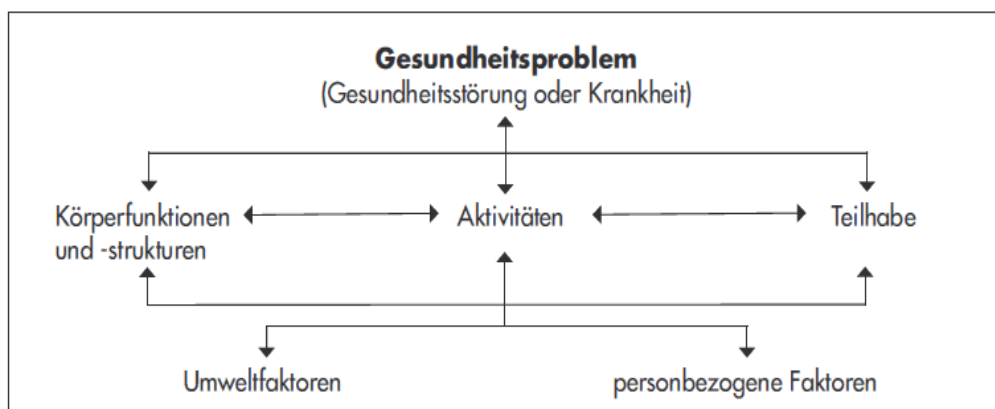 Gesundheitsproblem
(Gesundheitsstörung oder Krankheit)
Körperfunktionen
und -strukturen
Aktivitäten
Teilhabe
Umweltfaktoren
personbezogene Faktoren